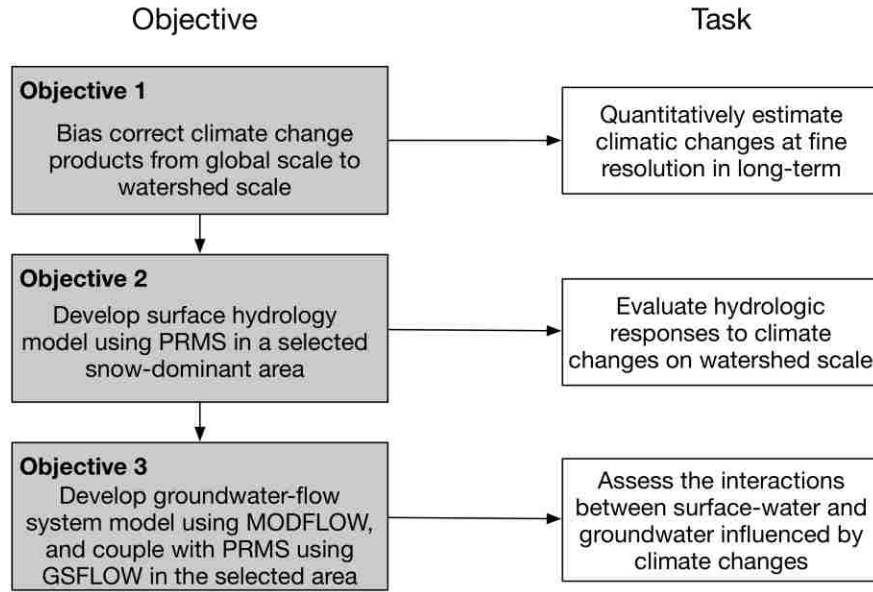 Objective
Task
Objective 1
Bias correct climate change
products from global scale to
watershed scale
Quantitatively estimate
climatic changes at fine
resolution in long-term
Objective 2
Develop surface hydrology
model using PRMS in a selected
snow-dominant area
Evaluate hydrologic
responses to climate
changes on watershed scale
Objective 3
Develop groundwater-flow
system model using MODFLOW,
and couple with PRMS using
GSFLOW in the selected area
Assess the interactions
between surface-water and
groundwater influenced by
climate changes